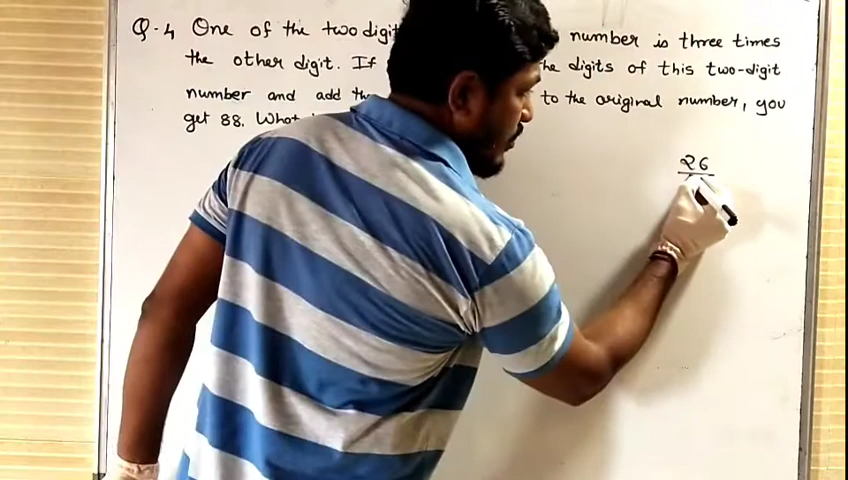 Q-4 One of the two digit number is three times
the other digit. If the digits of this two-digit
number and add the to the original number, you
get 88. What
26